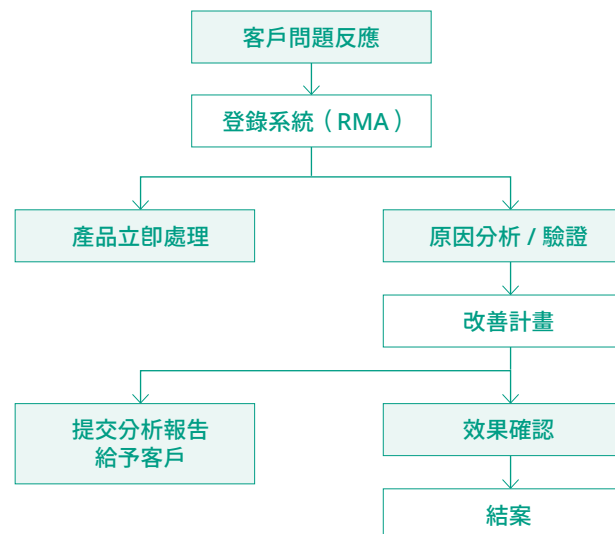 客戶問題反應
登錄系統（RMA）
產品立即處理
原因分析 / 驗證
改善計畫
提交分析報告
給予客戶
效果確認
結案